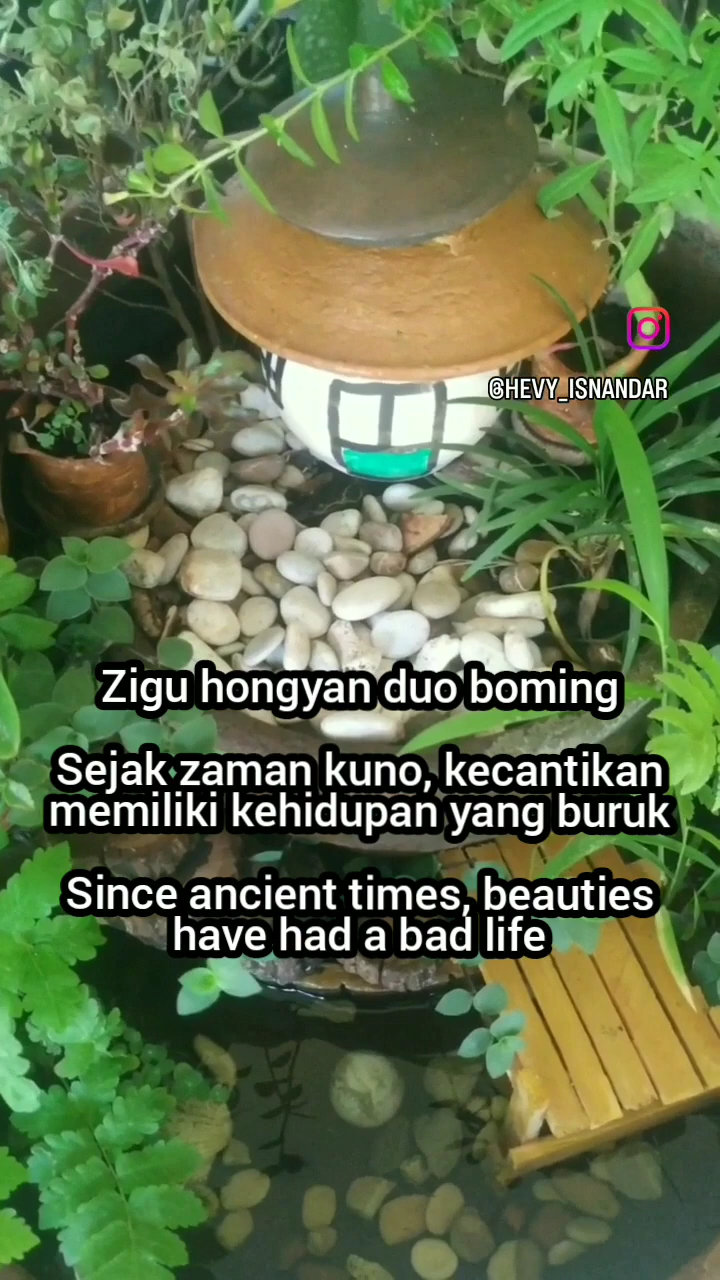 @HEVY_ISNANDAR
Zigu hongyan duo boming
Sejak zaman kuno, kecantikan
memiliki kehidupan yang buruk
Since ancient times, beauties
have had a bad life